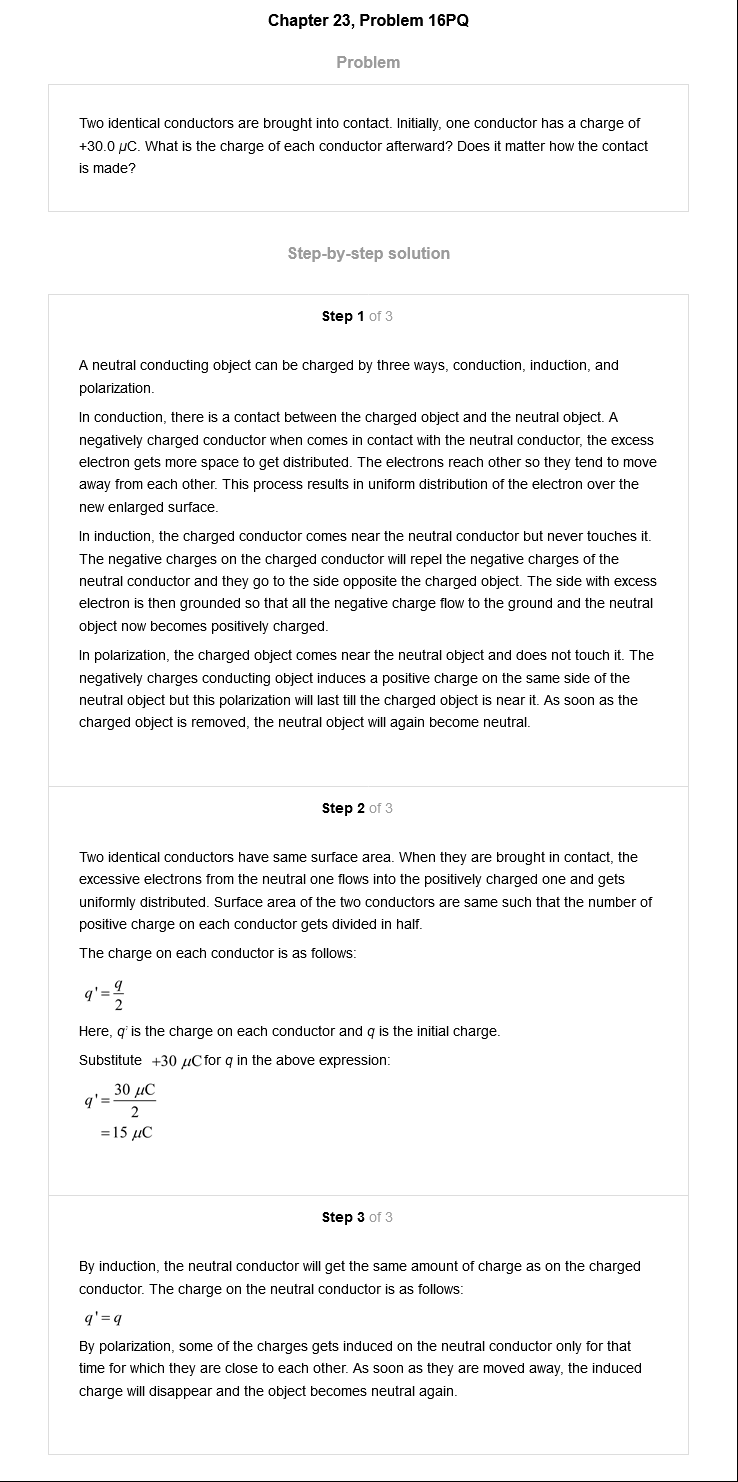 Chapter 23, Problem 16PQ
Problem
Two identical conductors are brought into contact. Initially, one conductor has a charge of
+30.0 μC. What is the charge of each conductor afterward? Does it matter how the contact
is made?
Step-by-step solution
Step 1 of 3
A neutral conducting object can be charged by three ways, conduction, induction, and
polarization.
In conduction, there is a contact between the charged object and the neutral object. A
negatively charged conductor when comes in contact with the neutral conductor, the excess
electron gets more space to get distributed. The electrons reach other so they tend to move
away from each other. This process results in uniform distribution of the electron over the
new enlarged surface.
In induction, the charged conductor comes near the neutral conductor but never touches it.
The negative charges on the charged conductor will repel the negative charges of the
neutral conductor and they go to the side opposite the charged object. The side with excess
electron is then grounded so that all the negative charge flow to the ground and the neutral
object now becomes positively charged.
In polarization, the charged object comes near the neutral object and does not touch it. The
negatively charges conducting object induces a positive charge on the same side of the
neutral object but this polarization will last till the charged object is near it. As soon as the
charged object is removed, the neutral object will again become neutral.
Step 2 of 3
Two identical conductors have same surface area. When they are brought in contact, the
excessive electrons from the neutral one flows into the positively charged one and gets
uniformly distributed. Surface area of the two conductors are same such that the number of
positive charge on each conductor gets divided in half.
The charge on each conductor is as follows:
q' = q/2
Here, q' is the charge on each conductor and q is the initial charge.
Substitute +30 μC for q in the above expression:
q' = 30 μC/2
= 15 μC
Step 3 of 3
By induction, the neutral conductor will get the same amount of charge as on the charged
conductor. The charge on the neutral conductor is as follows:
q' = q
By polarization, some of the charges gets induced on the neutral conductor only for that
time for which they are close to each other. As soon as they are moved away, the induced
charge will disappear and the object becomes neutral again.